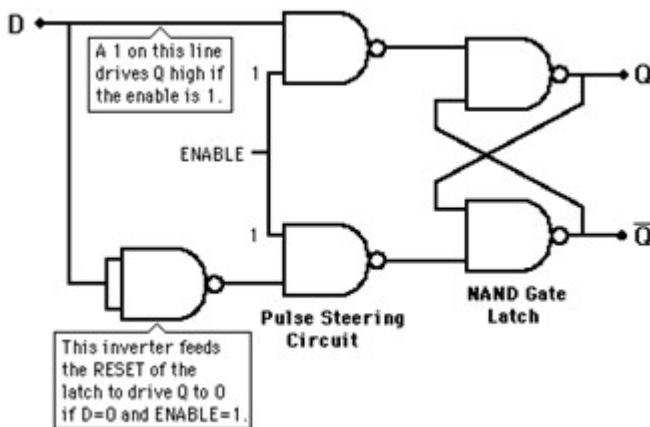 D
A 1 on this line
drives Q high if
the enable is 1.
1
Q
ENABLE
1
Q̅
NAND Gate
Latch
Pulse Steering
Circuit
This inverter feeds
the RESET of the
latch to drive Q to 0
if D=0 and ENABLE=1.